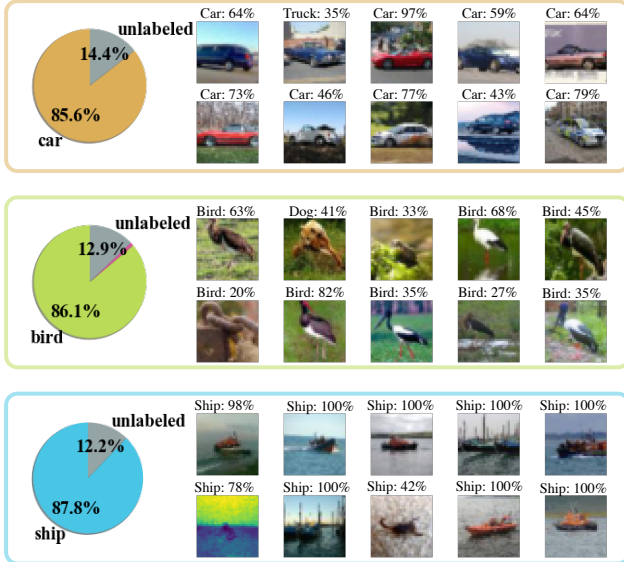 unlabeled
14.4%
85.6%
car
Car: 64% Truck: 35% Car: 97% Car: 59% Car: 64%
Car: 73% Car: 46% Car: 77% Car: 43% Car: 79%
unlabeled
12.9%
86.1%
bird
Bird: 63% Dog: 41% Bird: 33% Bird: 68% Bird: 45%
Bird: 20% Bird: 82% Bird: 35% Bird: 27% Bird: 35%
unlabeled
12.2%
87.8%
ship
Ship: 98% Ship: 100% Ship: 100% Ship: 100% Ship: 100%
Ship: 78% Ship: 100% Ship: 42% Ship: 100% Ship: 100%